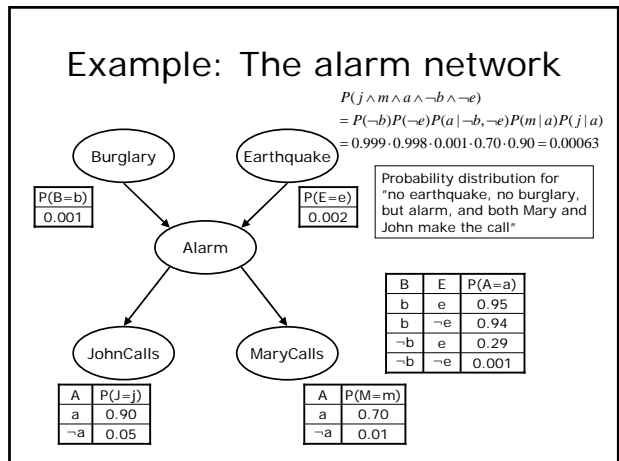 Example: The alarm network
P(j ∧ m ∧ a ∧ ¬b ∧ ¬e)
= P(¬b)P(¬e)P(a | ¬b, ¬e)P(m | a)P(j | a)
= 0.999 · 0.998 · 0.001 · 0.70 · 0.90 = 0.00063
Burglary
Earthquake
P(B=b)
0.001
P(E=e)
0.002
Probability distribution for
"no earthquake, no burglary,
but alarm, and both Mary and
John make the call"
Alarm
B E P(A=a)
b e 0.95
b ¬e 0.94
¬b e 0.29
¬b ¬e 0.001
JohnCalls
MaryCalls
A P(J=j)
a 0.90
¬a 0.05
A P(M=m)
a 0.70
¬a 0.01